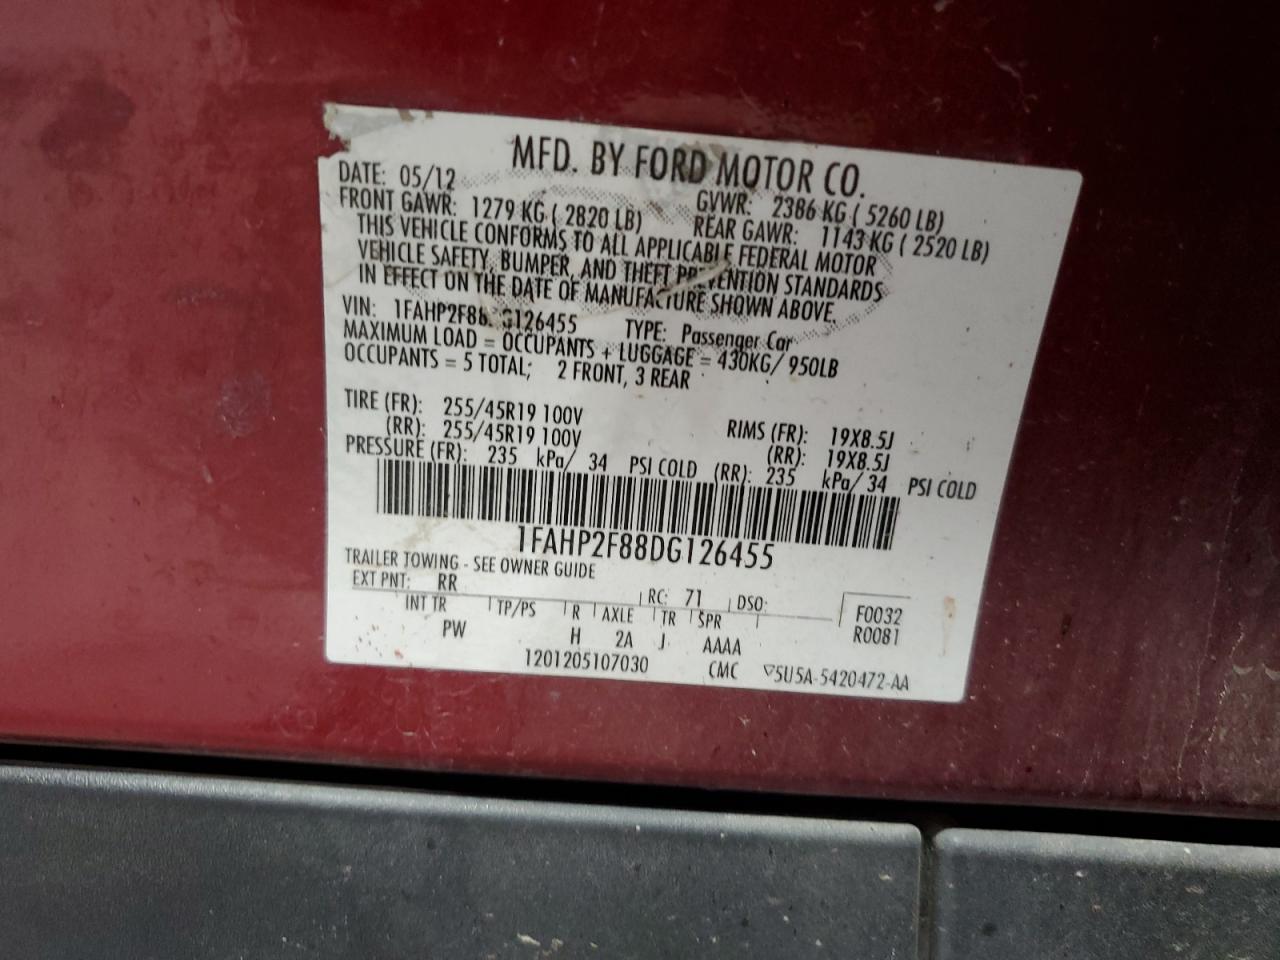 MFD. BY FORD MOTOR CO.
DATE: 05/12 GVWR: 2386 KG ( 5260 LB)
FRONT GAWR: 1279 KG ( 2820 LB) REAR GAWR: 1143 KG ( 2520 LB)
THIS VEHICLE CONFORMS TO ALL APPLICABLE FEDERAL MOTOR
VEHICLE SAFETY, BUMPER, AND THEFT PREVENTION STANDARDS
IN EFFECT ON THE DATE OF MANUFACTURE SHOWN ABOVE.
VIN: 1FAHP2F88DG126455 TYPE: Passenger Car
MAXIMUM LOAD = OCCUPANTS + LUGGAGE = 430KG/ 950LB
OCCUPANTS = 5 TOTAL; 2 FRONT, 3 REAR
TIRE (FR): 255/45R19 100V RIMS (FR): 19X8.5J
(RR): 255/45R19 100V (RR): 19X8.5J
PRESSURE (FR): 235 kPa/ 34 PSI COLD (RR): 235 kPa/ 34 PSI COLD
1FAHP2F88DG126455
TRAILER TOWING - SEE OWNER GUIDE
EXT PNT: RR RC: 71 DSO: F0032
INT TR TP/PS R AXLE TR SPR R0081
PW H 2A J AAAA
1201205107030 CMC ▽5U5A-5420472-AA